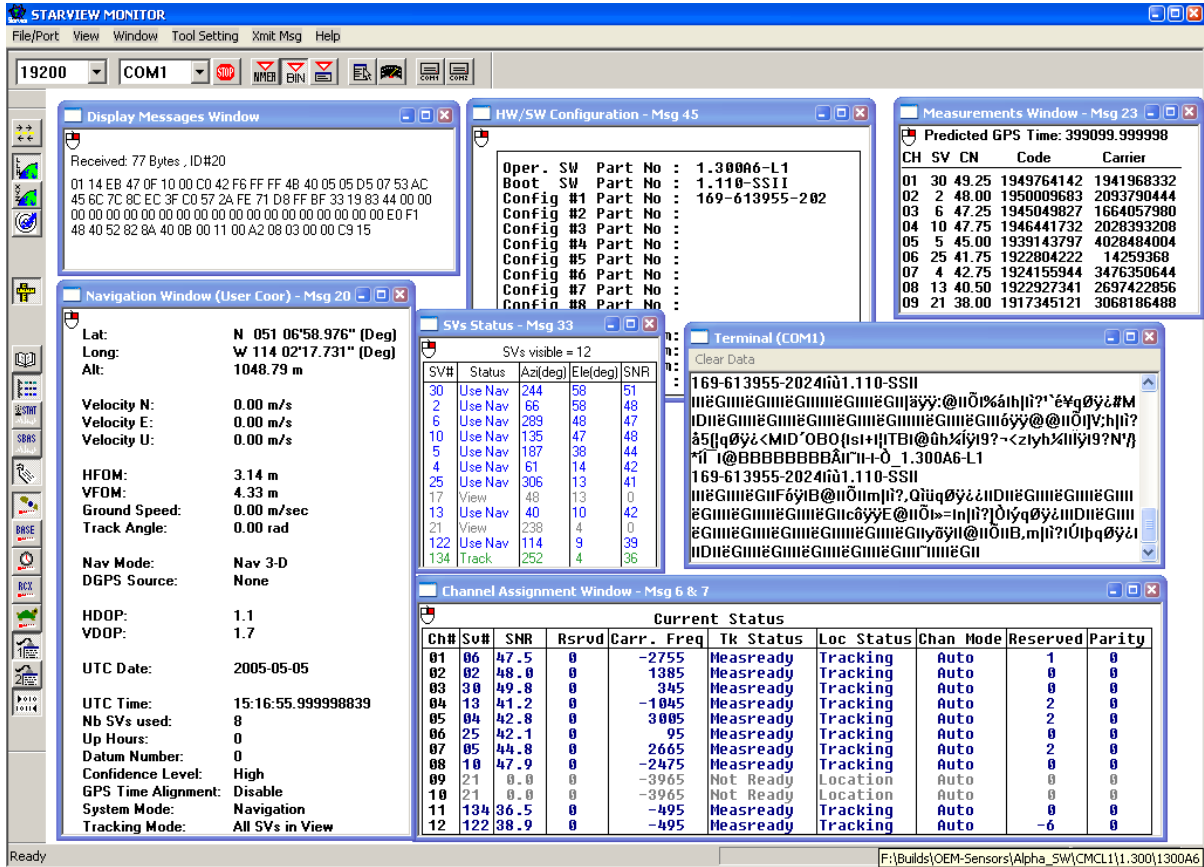 STARVIEW MONITOR
File/Port View Window Tool Setting Xmit Msg Help
19200 COM1 STOP NMEA BIN COM1 COM2
Display Messages Window
Received: 77 Bytes , ID#20
01 14 EB 47 0F 10 00 C0 42 F6 FF FF 4B 40 05 05 D5 07 53 AC
45 6C 7C 8C EC 3F C0 57 2A FE 71 D8 FF BF 33 19 83 44 00 00
00 00 00 00 00 00 00 00 00 00 00 00 00 00 00 00 00 00 E0 F1
48 40 52 82 8A 40 0B 00 11 00 A2 08 03 00 00 C9 15
HW/SW Configuration - Msg 45
Oper. SW Part No : 1.300A6-L1
Boot SW Part No : 1.110-SSII
Config #1 Part No : 169-613955-202
Config #2 Part No :
Config #3 Part No :
Config #4 Part No :
Config #5 Part No :
Config #6 Part No :
Config #7 Part No :
Config #8 Part No :
Measurements Window - Msg 23
Predicted GPS Time: 399099.999998
CH SV CN Code Carrier
01 30 49.25 1949764142 1941968332
02 2 48.00 1950009683 2093790444
03 6 47.25 1945049827 1664057980
04 10 47.75 1946441732 2028393208
05 5 45.00 1939143797 4028484004
06 25 41.75 1922804222 14259368
07 4 42.75 1924155944 3476350644
08 13 40.50 1922927341 2697422856
09 21 38.00 1917345121 3068186488
Navigation Window (User Coor) - Msg 20
Lat: N 051 06'58.976" (Deg)
Long: W 114 02'17.731" (Deg)
Alt: 1048.79 m
Velocity N: 0.00 m/s
Velocity E: 0.00 m/s
Velocity U: 0.00 m/s
HFOM: 3.14 m
VFOM: 4.33 m
Ground Speed: 0.00 m/sec
Track Angle: 0.00 rad
Nav Mode: Nav 3-D
DGPS Source: None
HDOP: 1.1
VDOP: 1.7
UTC Date: 2005-05-05
UTC Time: 15:16:55.999998839
Nb SVs used: 8
Up Hours: 0
Datum Number: 0
Confidence Level: High
GPS Time Alignment: Disable
System Mode: Navigation
Tracking Mode: All SVs in View
SVs Status - Msg 33
SVs visible = 12
SV# Status Azi(deg) Ele(deg) SNR
30 Use Nav 244 58 51
2 Use Nav 66 58 48
6 Use Nav 289 48 47
10 Use Nav 135 47 48
5 Use Nav 187 38 44
4 Use Nav 61 14 42
25 Use Nav 306 13 41
17 View 48 13 0
13 Use Nav 40 10 42
21 View 238 4 0
122 Use Nav 114 9 39
134 Track 252 4 36
Terminal (COM1)
Clear Data
169-613955-202
1.110-SSII
1.300A6-L1
169-613955-202
1.110-SSII
Channel Assignment Window - Msg 6 & 7
Current Status
Ch# Sv# SNR Rsrvd Carr. Freq Tk Status Loc Status Chan Mode Reserved Parity
01 06 47.5 0 -2755 Measready Tracking Auto 1 0
02 02 48.0 0 1385 Measready Tracking Auto 0 0
03 30 49.8 0 345 Measready Tracking Auto 0 0
04 13 41.2 0 -1045 Measready Tracking Auto 2 0
05 04 42.8 0 3005 Measready Tracking Auto 2 0
06 25 42.1 0 95 Measready Tracking Auto 0 0
07 05 44.8 0 2665 Measready Tracking Auto 2 0
08 10 47.9 0 -2475 Measready Tracking Auto 0 0
09 21 0.0 0 -3965 Not Ready Location Auto 0 0
10 21 0.0 0 -3965 Not Ready Location Auto 0 0
11 134 36.5 0 -495 Measready Tracking Auto 0 0
12 122 38.9 0 -495 Measready Tracking Auto -6 0
STAT
SBAS
BASE
RCX
Ready
F:\Builds\OEM-Sensors\Alpha_SW\CMCL1\1.300\1300A6